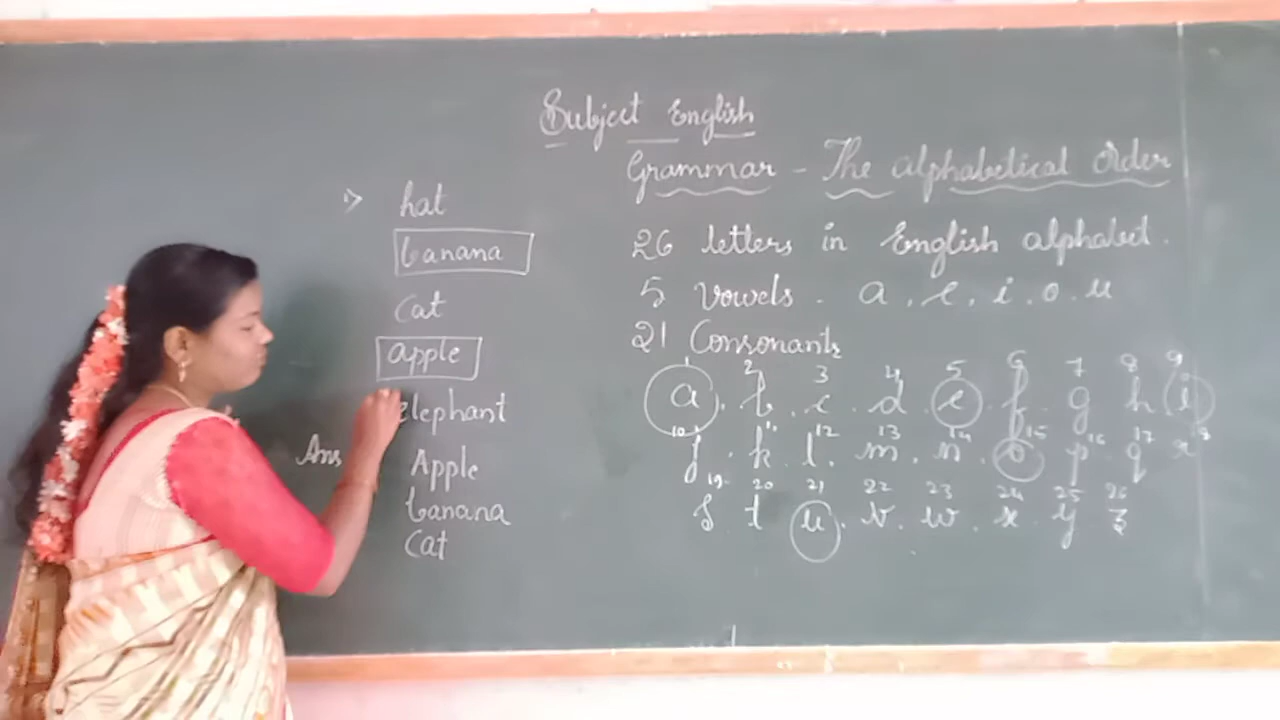 Subject English
Grammar - The alphabetical Order
26 letters in English alphabet.
5 Vowels - a, e, i, o, u
21 Consonants
1 2 3 4 5 6 7 8 9
a, b, c, d, e, f, g h i
10 11 12 13 14 15 16 17 18
j, k, l, m, n, o, p q r
19 20 21 22 23 24 25 26
s t u, v, w, x y z
hat
banana
cat
apple
elephant
Ans Apple
banana
cat